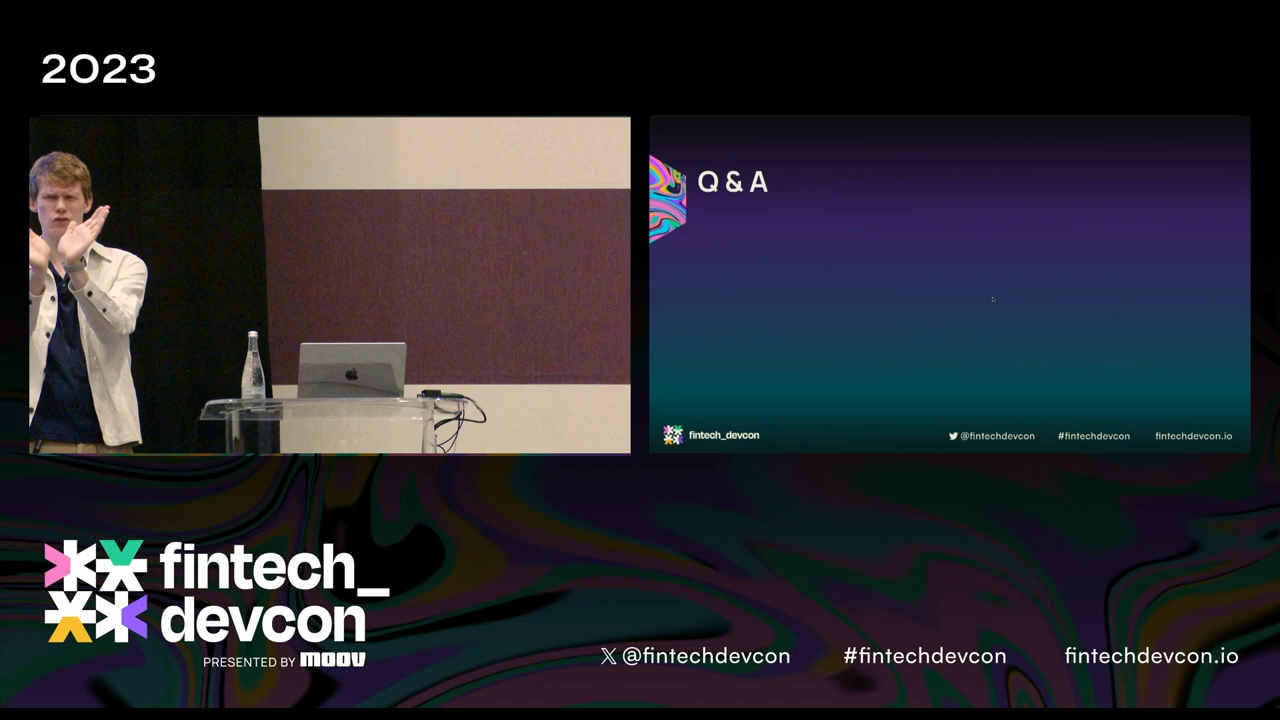 2023
Q & A
fintech_devcon
@fintechdevcon #fintechdevcon fintechdevcon.io
fintech_
devcon
PRESENTED BY moov
X @fintechdevcon #fintechdevcon fintechdevcon.io